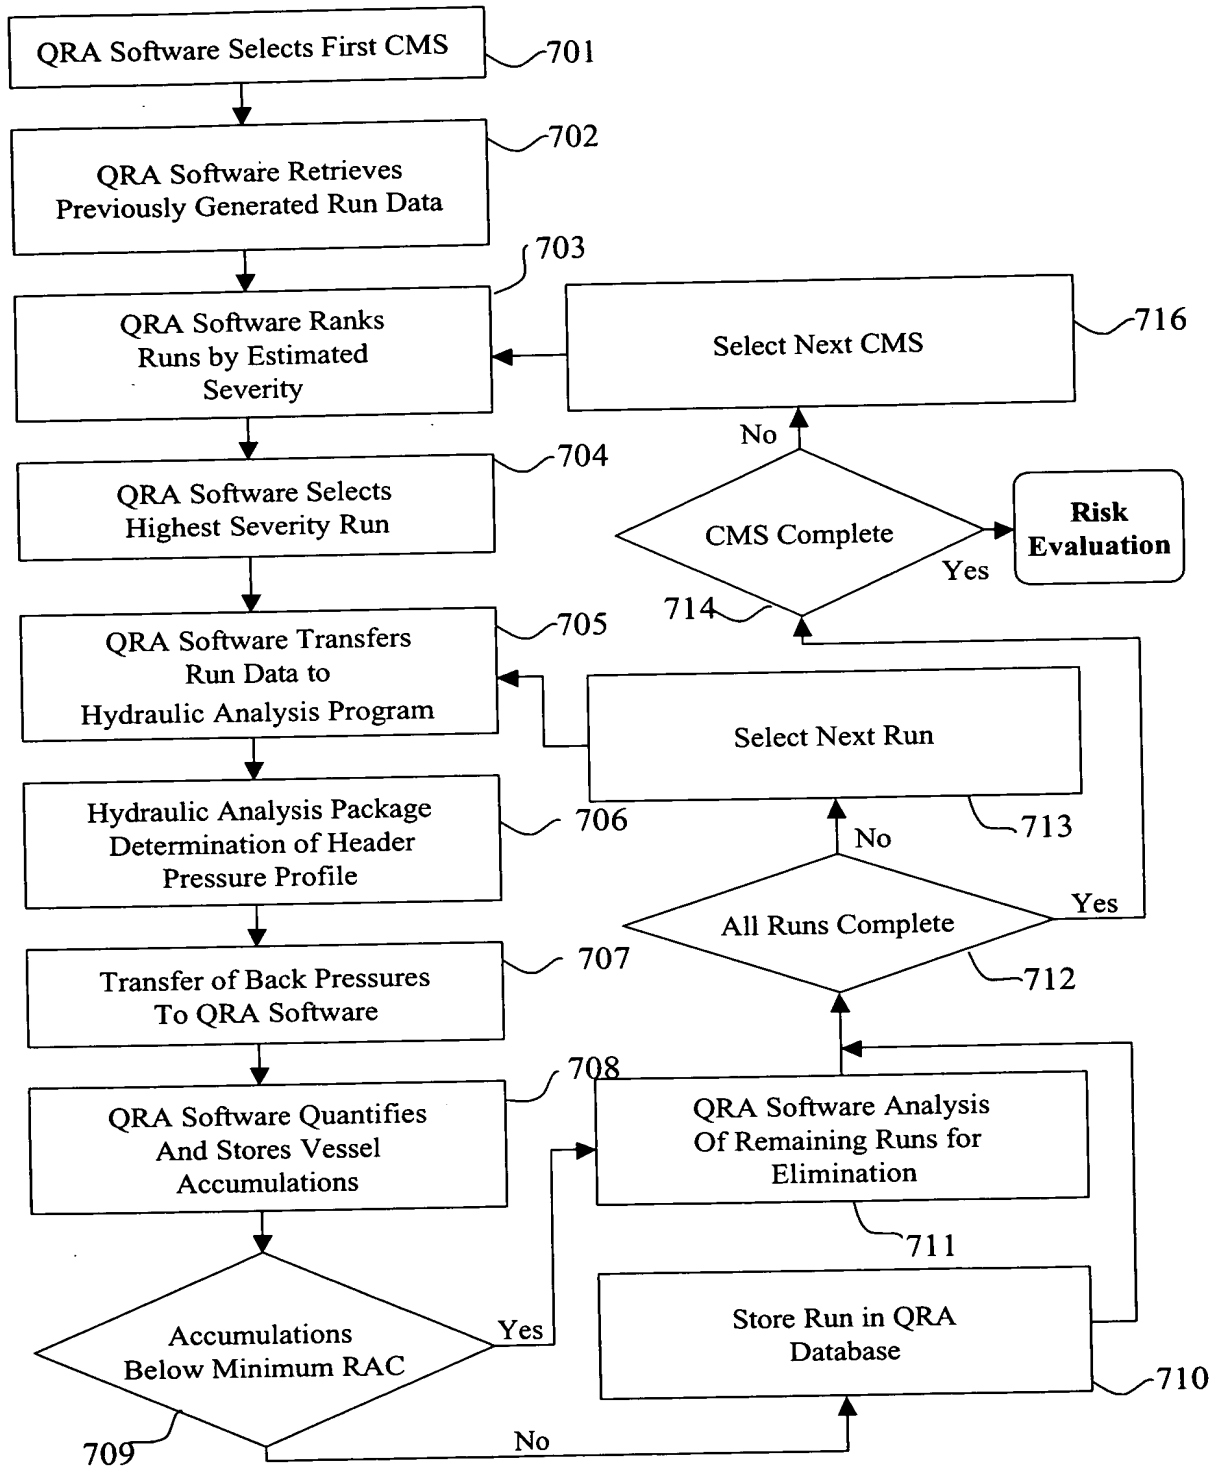 QRA Software Selects First CMS
701
702
QRA Software Retrieves
Previously Generated Run Data
703
QRA Software Ranks
Runs by Estimated
Severity
704
QRA Software Selects
Highest Severity Run
705
QRA Software Transfers
Run Data to
Hydraulic Analysis Program
Hydraulic Analysis Package
Determination of Header
Pressure Profile
706
Transfer of Back Pressures
To QRA Software
707
708
QRA Software Quantifies
And Stores Vessel
Accumulations
Accumulations
Below Minimum RAC
Yes
709
No
Store Run in QRA
Database
710
QRA Software Analysis
Of Remaining Runs for
Elimination
711
All Runs Complete
Yes
712
No
Select Next Run
713
CMS Complete
714
Yes
Risk
Evaluation
No
Select Next CMS
716